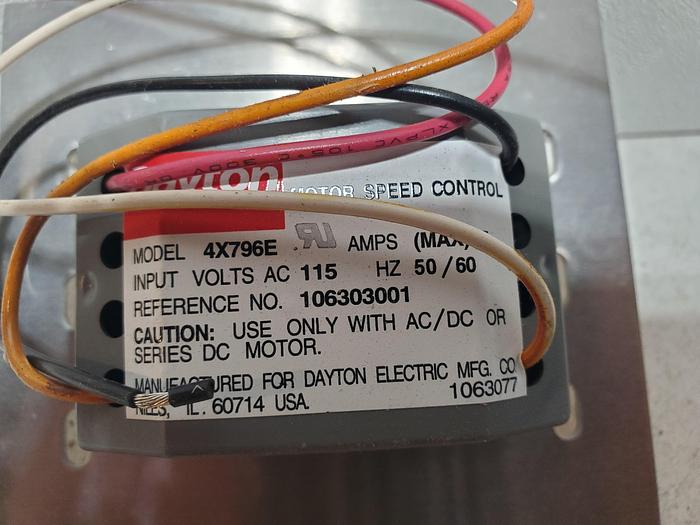 Dayton MOTOR SPEED CONTROL
MODEL 4X796E AMPS (MAX)
INPUT VOLTS AC 115 HZ 50/60
REFERENCE NO. 106303001
CAUTION: USE ONLY WITH AC/DC OR
SERIES DC MOTOR.
MANUFACTURED FOR DAYTON ELECTRIC MFG. CO
NILES, IL. 60714 USA. 1063077